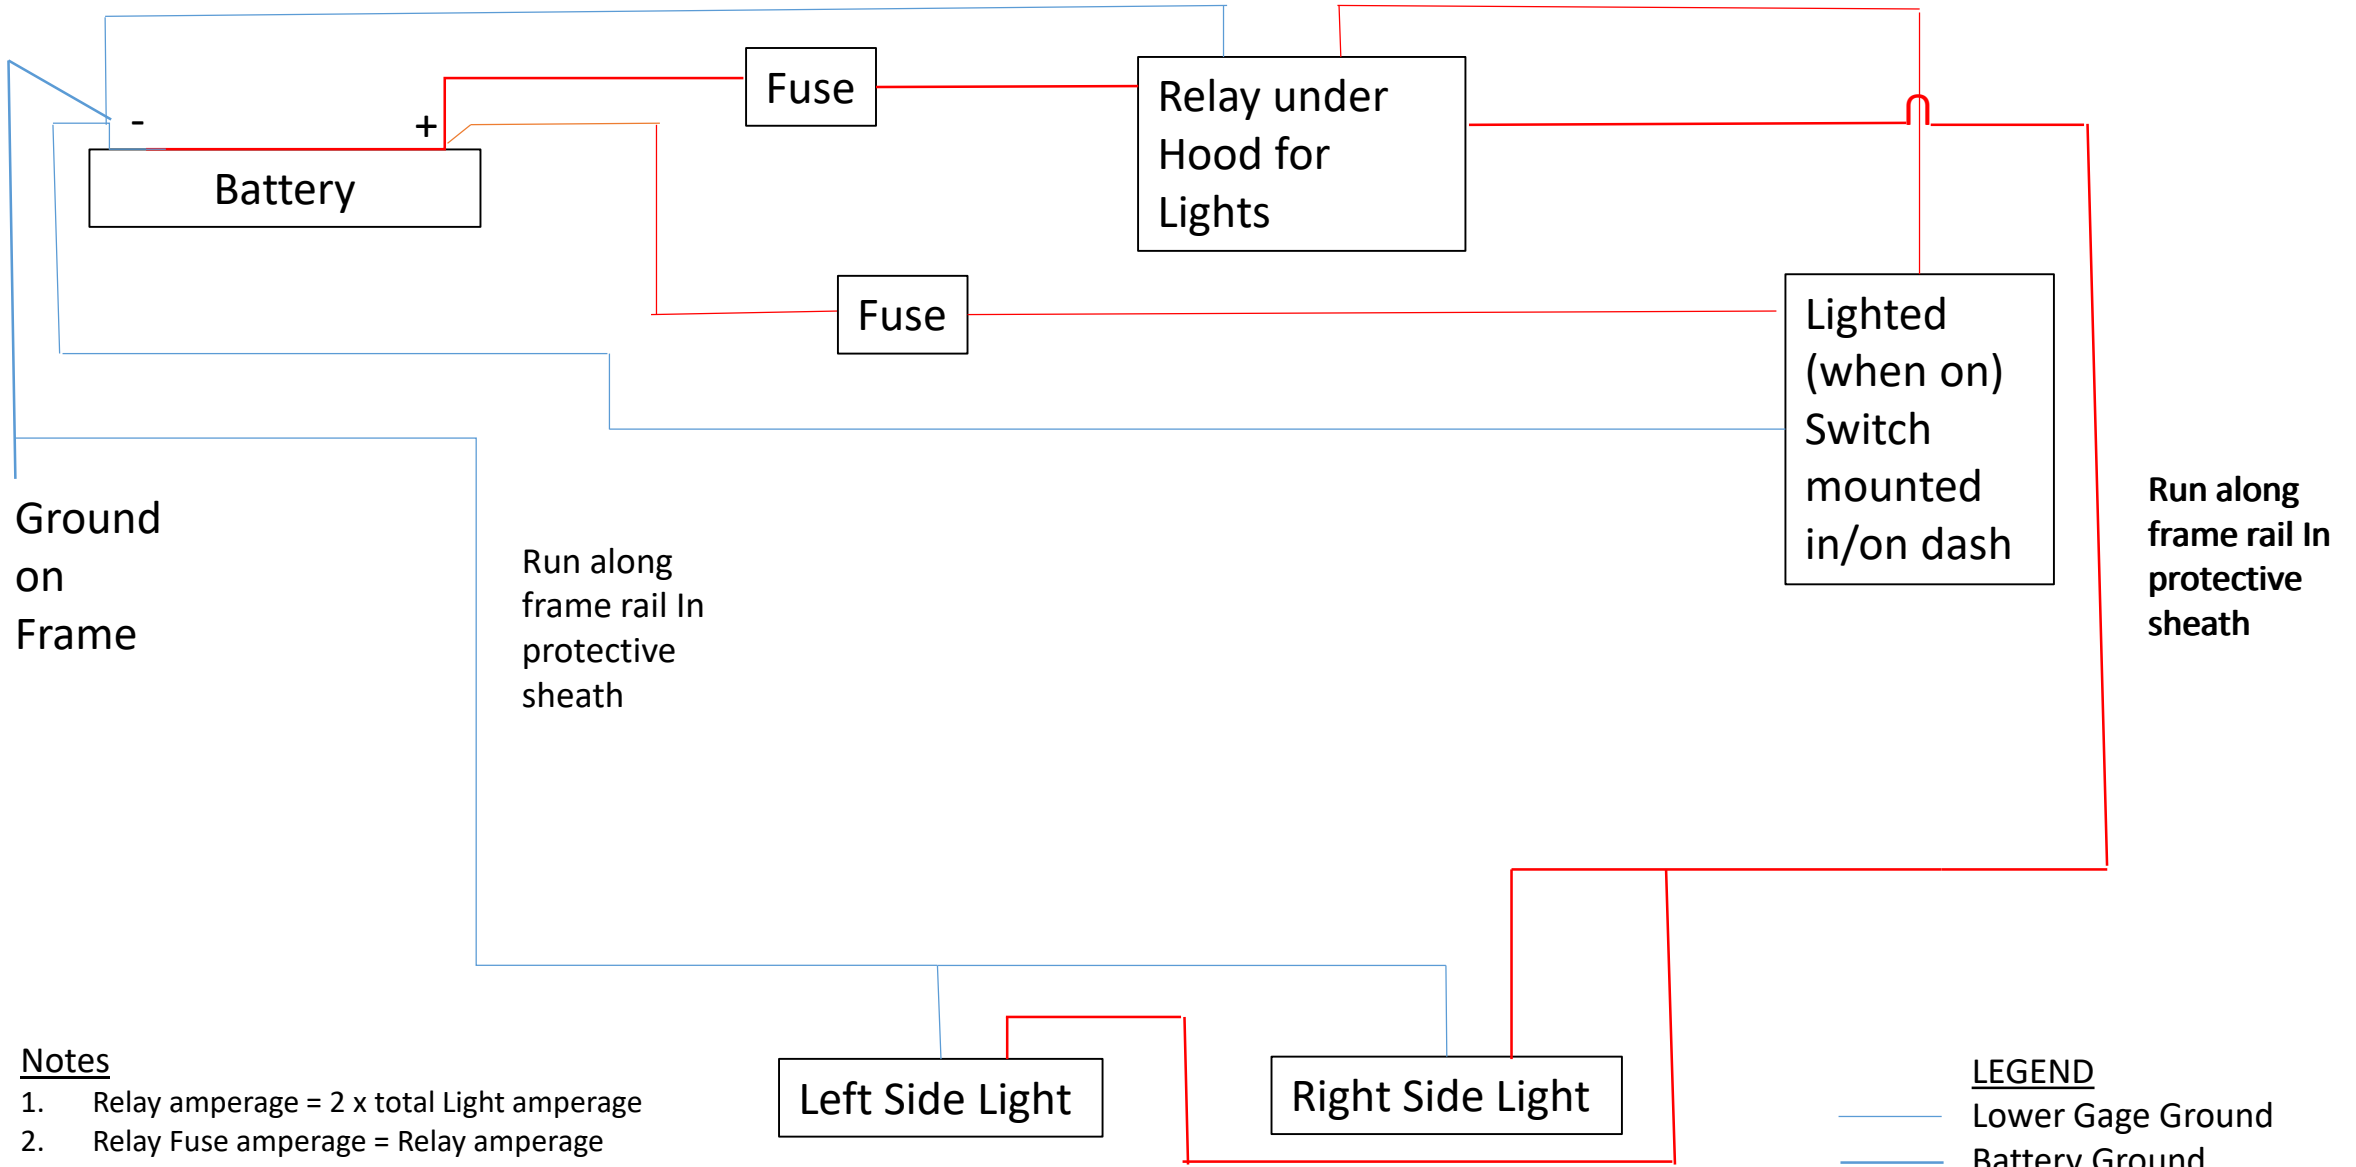 -
+
Battery
Fuse
Relay under
Hood for
Lights
Fuse
Lighted
(when on)
Switch
mounted
in/on dash
Ground
on
Frame
Run along
frame rail In
protective
sheath
Run along
frame rail In
protective
sheath
Notes
1. Relay amperage = 2 x total Light amperage
2. Relay Fuse amperage = Relay amperage
Left Side Light
Right Side Light
LEGEND
Lower Gage Ground
Battery Ground